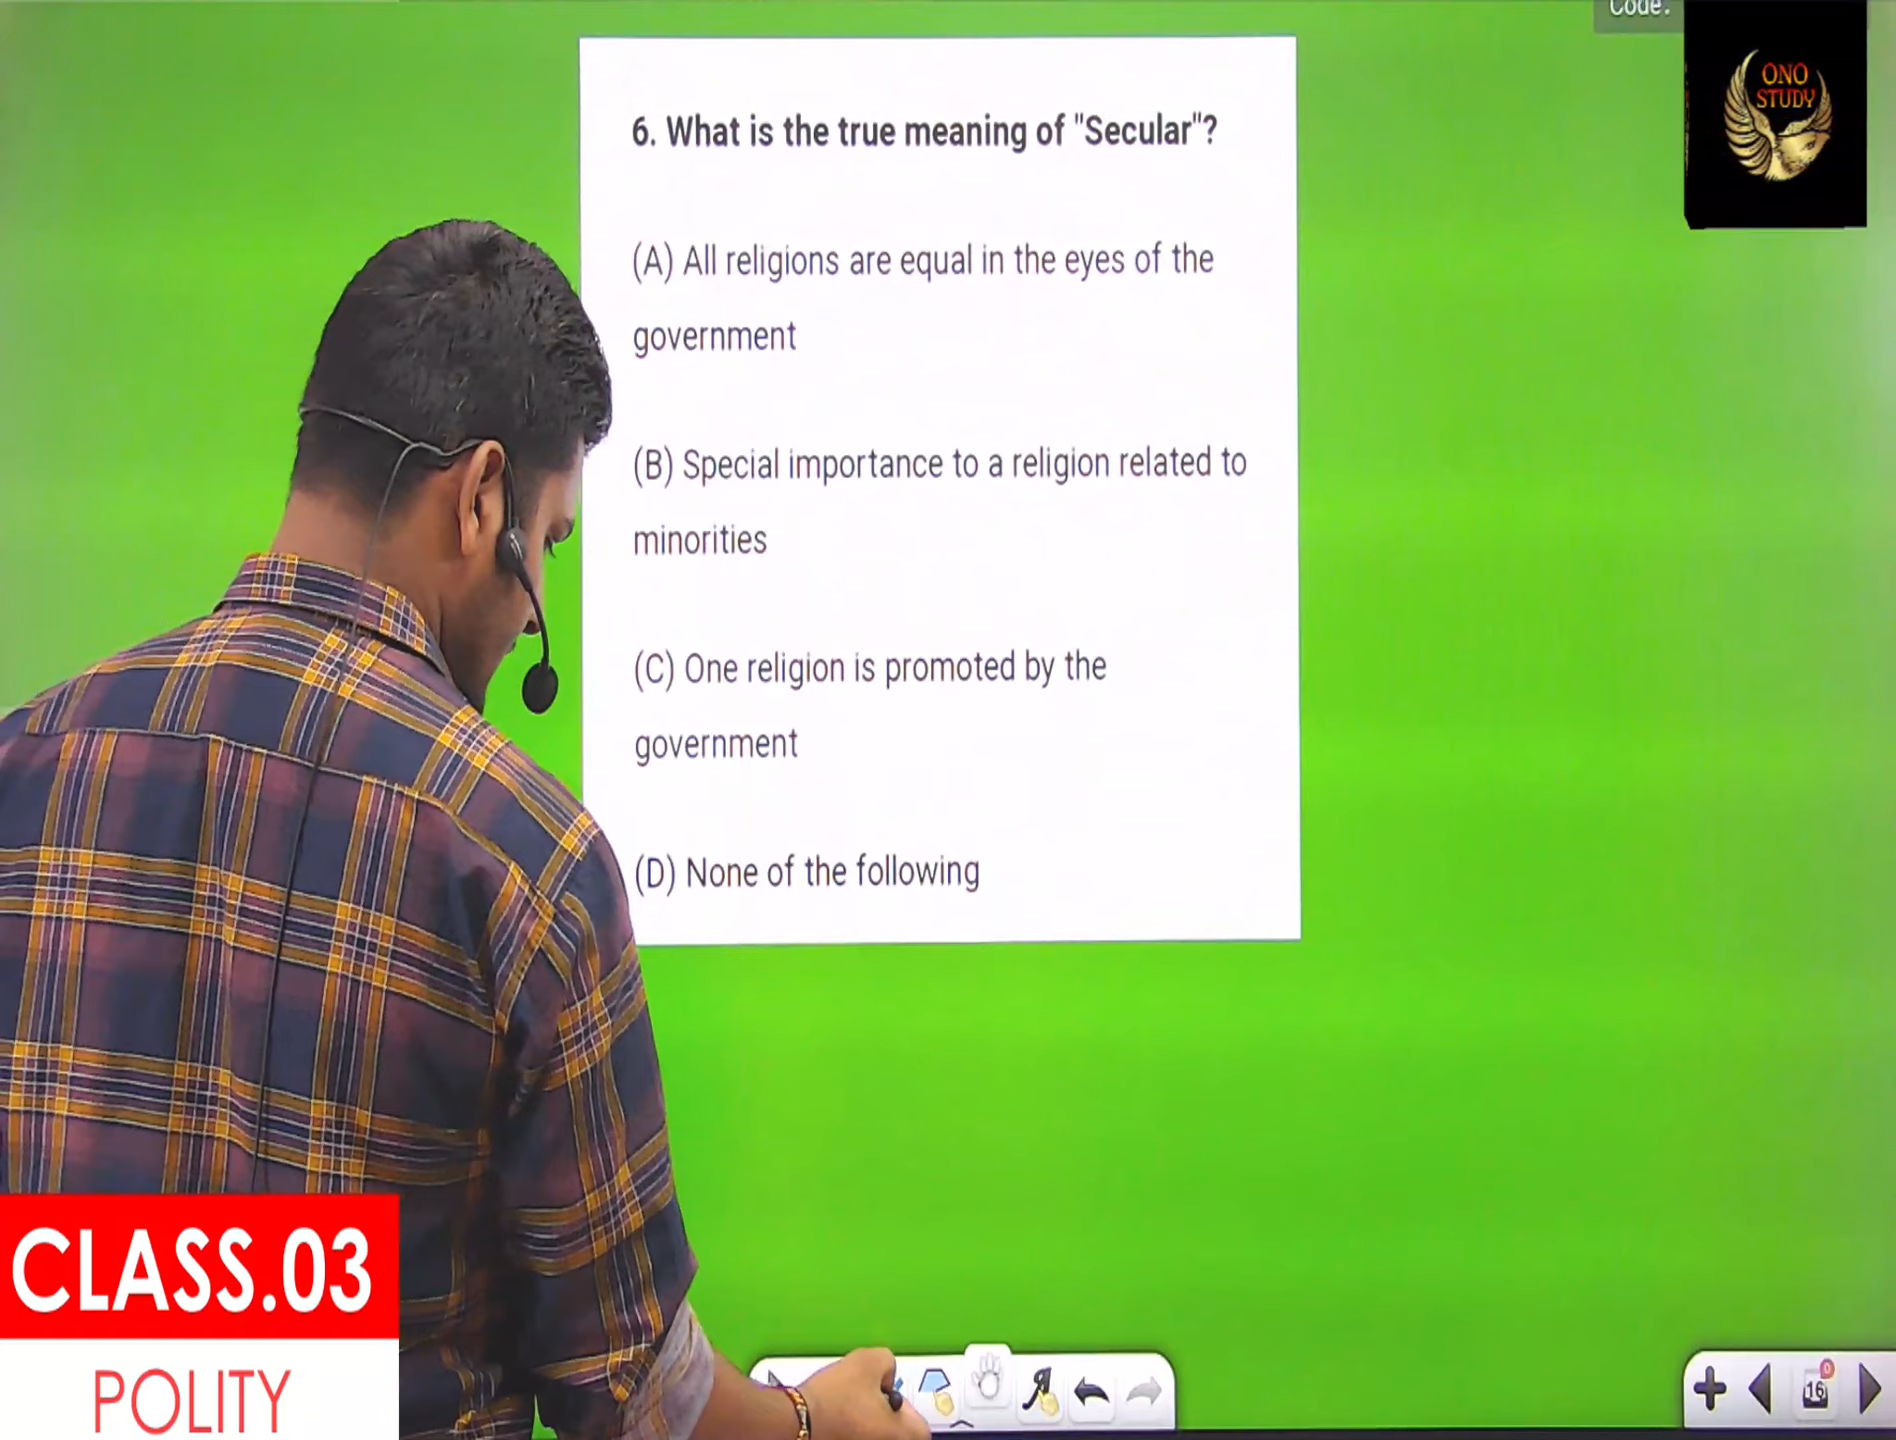 Code:
ONO
STUDY
6. What is the true meaning of "Secular"?
(A) All religions are equal in the eyes of the
government
(B) Special importance to a religion related to
minorities
(C) One religion is promoted by the
government
(D) None of the following
CLASS.03
POLITY
0
16